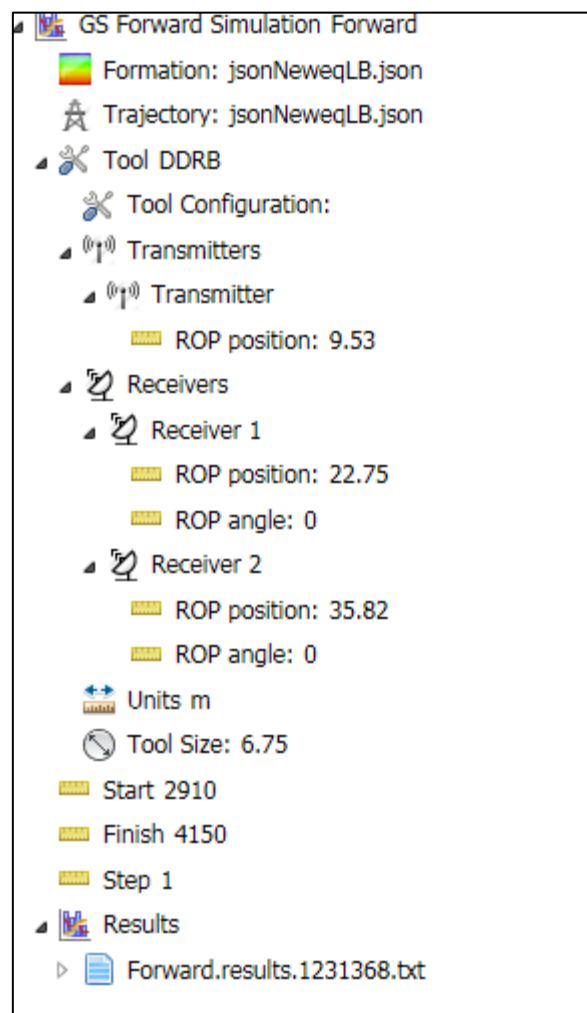 GS Forward Simulation Forward
Formation: jsonNeweqLB.json
Trajectory: jsonNeweqLB.json
Tool DDRB
Tool Configuration:
Transmitters
Transmitter
ROP position: 9.53
Receivers
Receiver 1
ROP position: 22.75
ROP angle: 0
Receiver 2
ROP position: 35.82
ROP angle: 0
Units m
Tool Size: 6.75
Start 2910
Finish 4150
Step 1
Results
Forward.results.1231368.txt